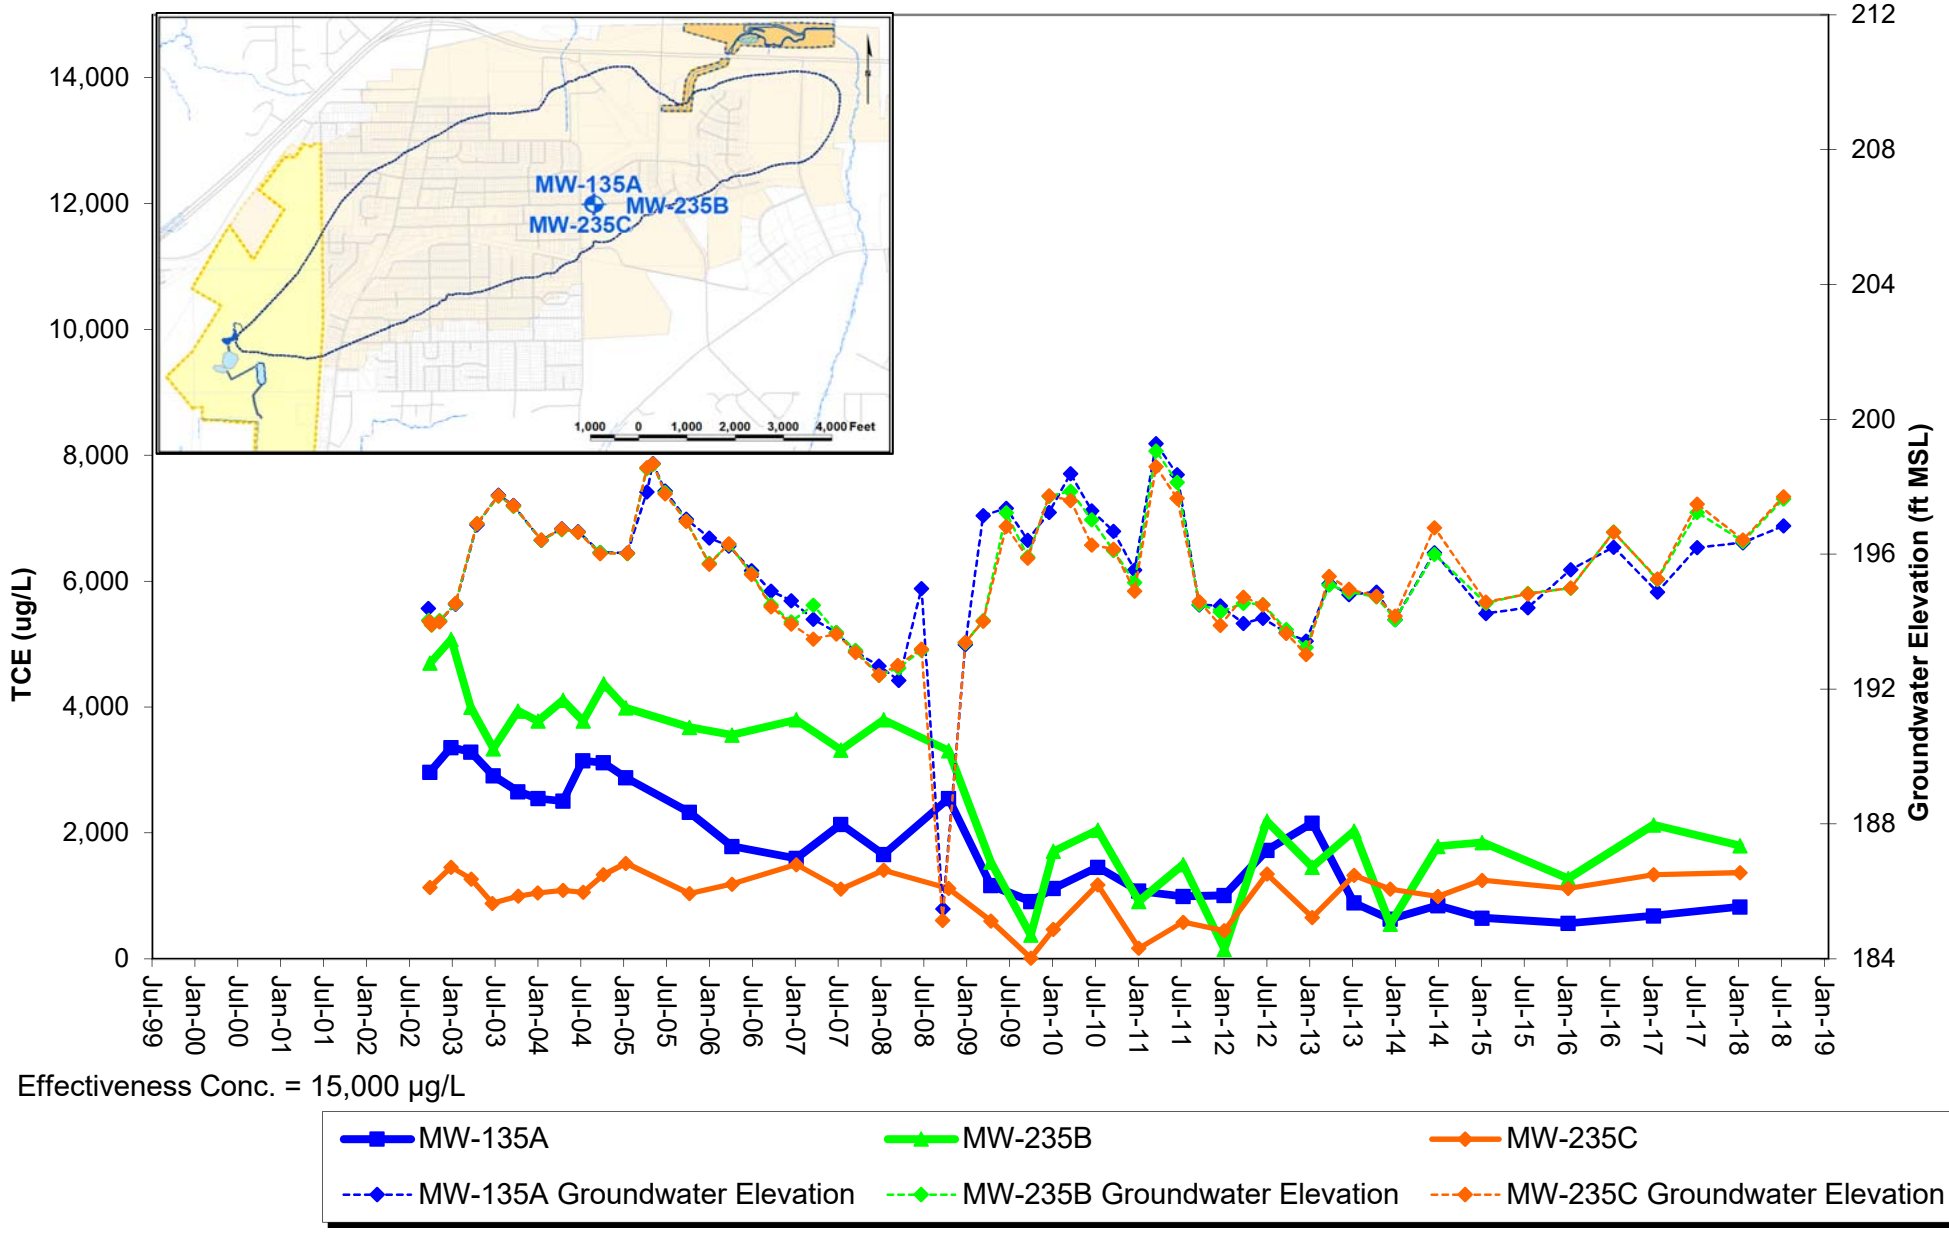 212
14,000
N
208
MW-135A
12,000
MW-235B
MW-235C
204
10,000
1,000 0 1,000 2,000 3,000 4,000 Feet
200
8,000
196
6,000
TCE (ug/L)
Groundwater Elevation (ft MSL)
192
4,000
188
2,000
0
184
Jul-99
Jan-00
Jul-00
Jan-01
Jul-01
Jan-02
Jul-02
Jan-03
Jul-03
Jan-04
Jul-04
Jan-05
Jul-05
Jan-06
Jul-06
Jan-07
Jul-07
Jan-08
Jul-08
Jan-09
Jul-09
Jan-10
Jul-10
Jan-11
Jul-11
Jan-12
Jul-12
Jan-13
Jul-13
Jan-14
Jul-14
Jan-15
Jul-15
Jan-16
Jul-16
Jan-17
Jul-17
Jan-18
Jul-18
Jan-19
Effectiveness Conc. = 15,000 µg/L
MW-135A MW-235B MW-235C
MW-135A Groundwater Elevation MW-235B Groundwater Elevation MW-235C Groundwater Elevation